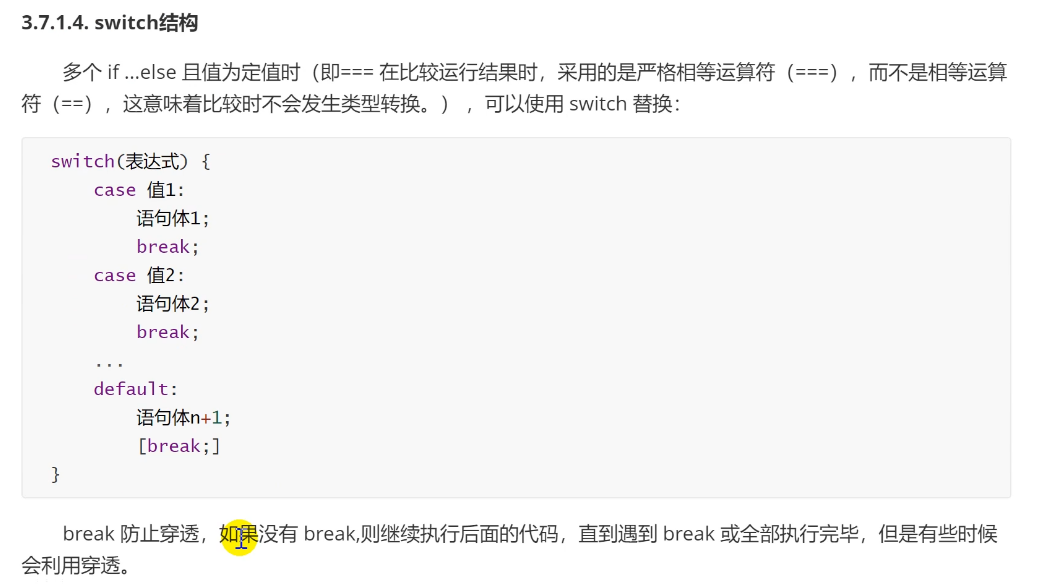 3.7.1.4. switch结构
多个 if ...else 且值为定值时（即=== 在比较运行结果时，采用的是严格相等运算符（===），而不是相等运算
符（==），这意味着比较时不会发生类型转换。），可以使用 switch 替换：
switch(表达式) {
case 值1:
语句体1;
break;
case 值2:
语句体2;
break;
...
default:
语句体n+1;
[break;]
}
break 防止穿透，如果没有 break,则继续执行后面的代码，直到遇到 break 或全部执行完毕，但是有些时候
会利用穿透。